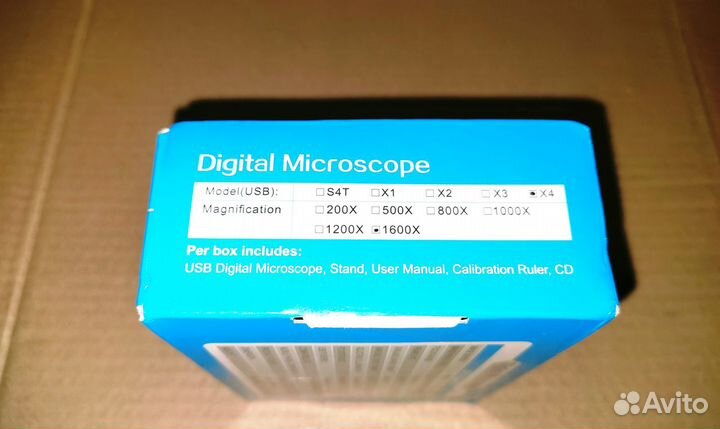 Digital Microscope
Model(USB): ☐S4T ☐X1 ☐X2 ☐X3 ▣X4
Magnification ☐200X ☐500X ☐800X ☐1000X
☐1200X ▣1600X
Per box includes:
USB Digital Microscope, Stand, User Manual, Calibration Ruler, CD
Avito